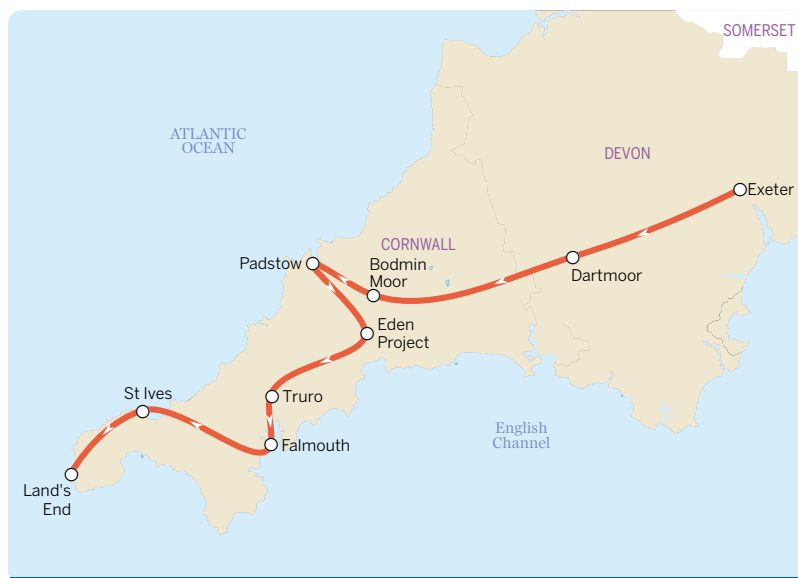 SOMERSET
ATLANTIC
OCEAN
DEVON
Exeter
CORNWALL
Padstow
Bodmin
Moor
Dartmoor
Eden
Project
St Ives
Truro
English
Channel
Falmouth
Land's
End